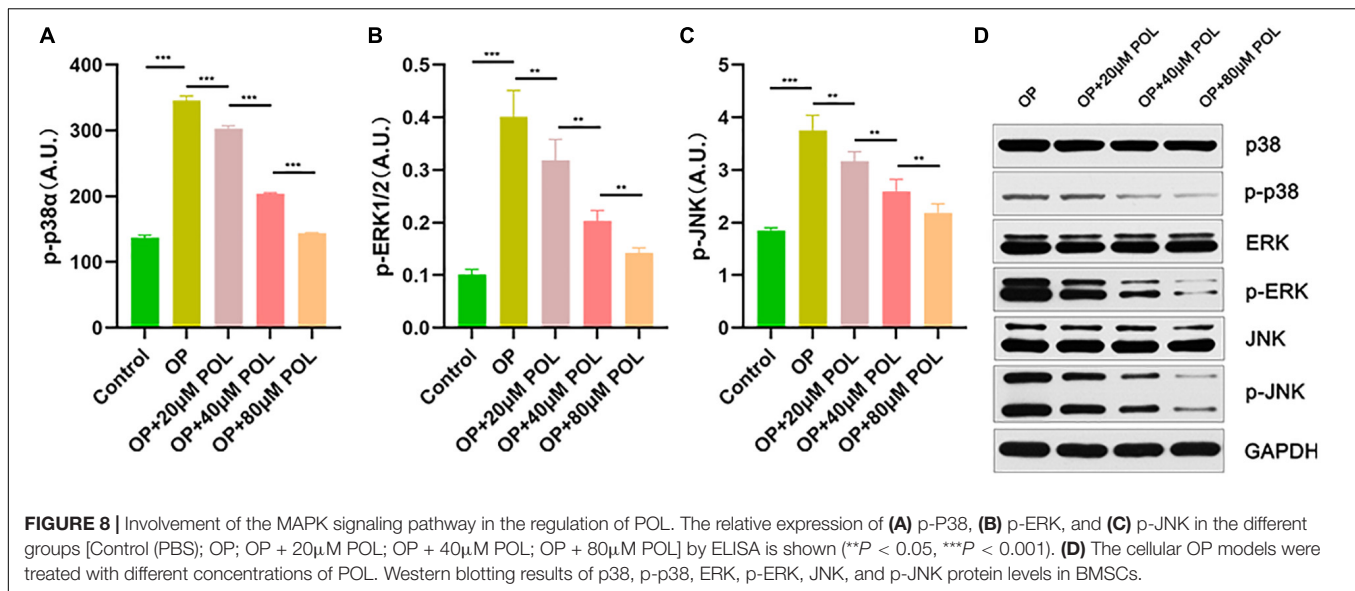 A
B
C
D
400
300
200
100
0
p-p38α (A.U.)
***
***
***
***
Control
OP
OP+20μM POL
OP+40μM POL
OP+80μM POL
0.5
0.4
0.3
0.2
0.1
0.0
p-ERK1/2 (A.U.)
***
**
**
**
Control
OP
OP+20μM POL
OP+40μM POL
OP+80μM POL
5
4
3
2
1
0
p-JNK (A.U.)
***
**
**
**
Control
OP
OP+20μM POL
OP+40μM POL
OP+80μM POL
OP
OP+20μM POL
OP+40μM POL
OP+80μM POL
p38
p-p38
ERK
p-ERK
JNK
p-JNK
GAPDH
FIGURE 8 | Involvement of the MAPK signaling pathway in the regulation of POL. The relative expression of (A) p-P38, (B) p-ERK, and (C) p-JNK in the different
groups [Control (PBS); OP; OP + 20μM POL; OP + 40μM POL; OP + 80μM POL] by ELISA is shown (**P < 0.05, ***P < 0.001). (D) The cellular OP models were
treated with different concentrations of POL. Western blotting results of p38, p-p38, ERK, p-ERK, JNK, and p-JNK protein levels in BMSCs.